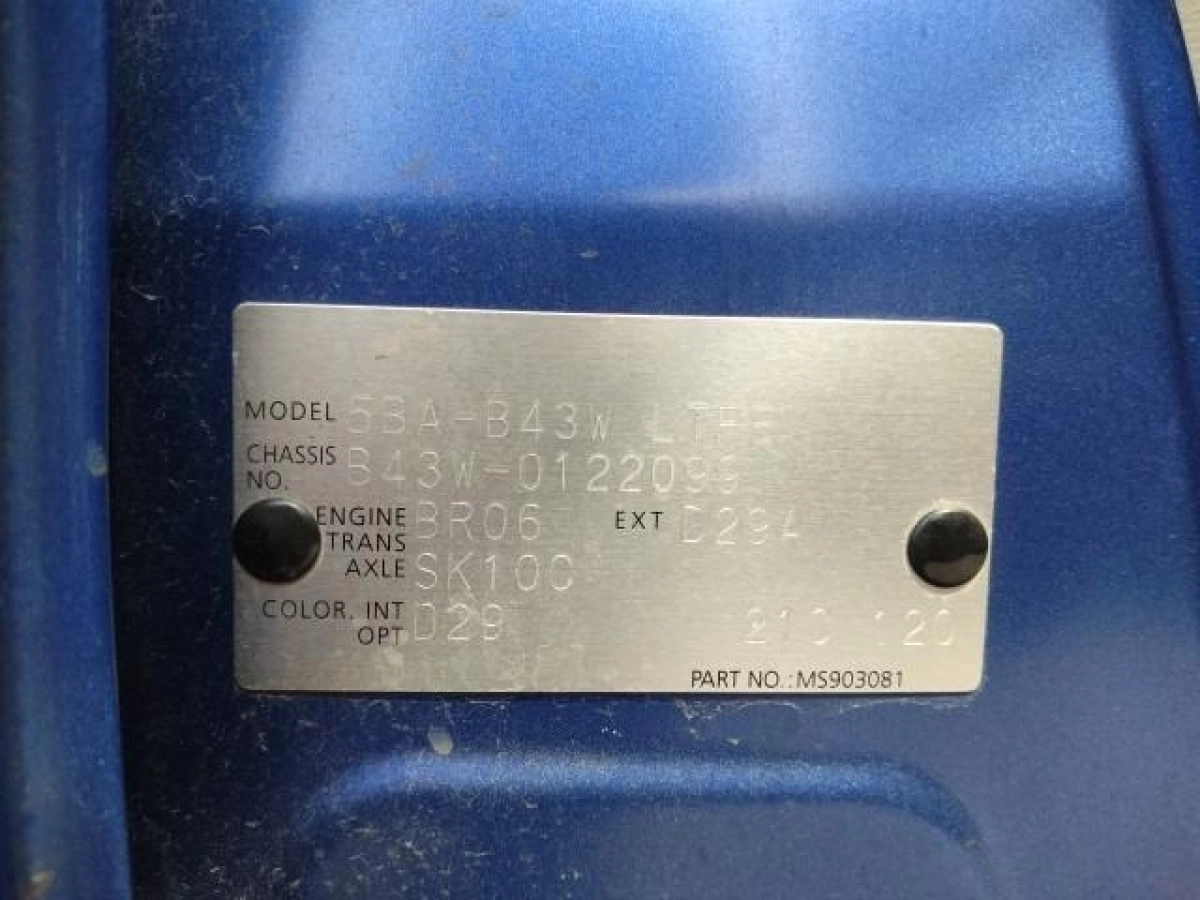 MODEL 5BA-B43W
CHASSIS NO. B43W-0122099
ENGINE BR06 EXT D29A
TRANS
AXLE SK10C
COLOR. INT
OPT D29
PART NO.:MS903081